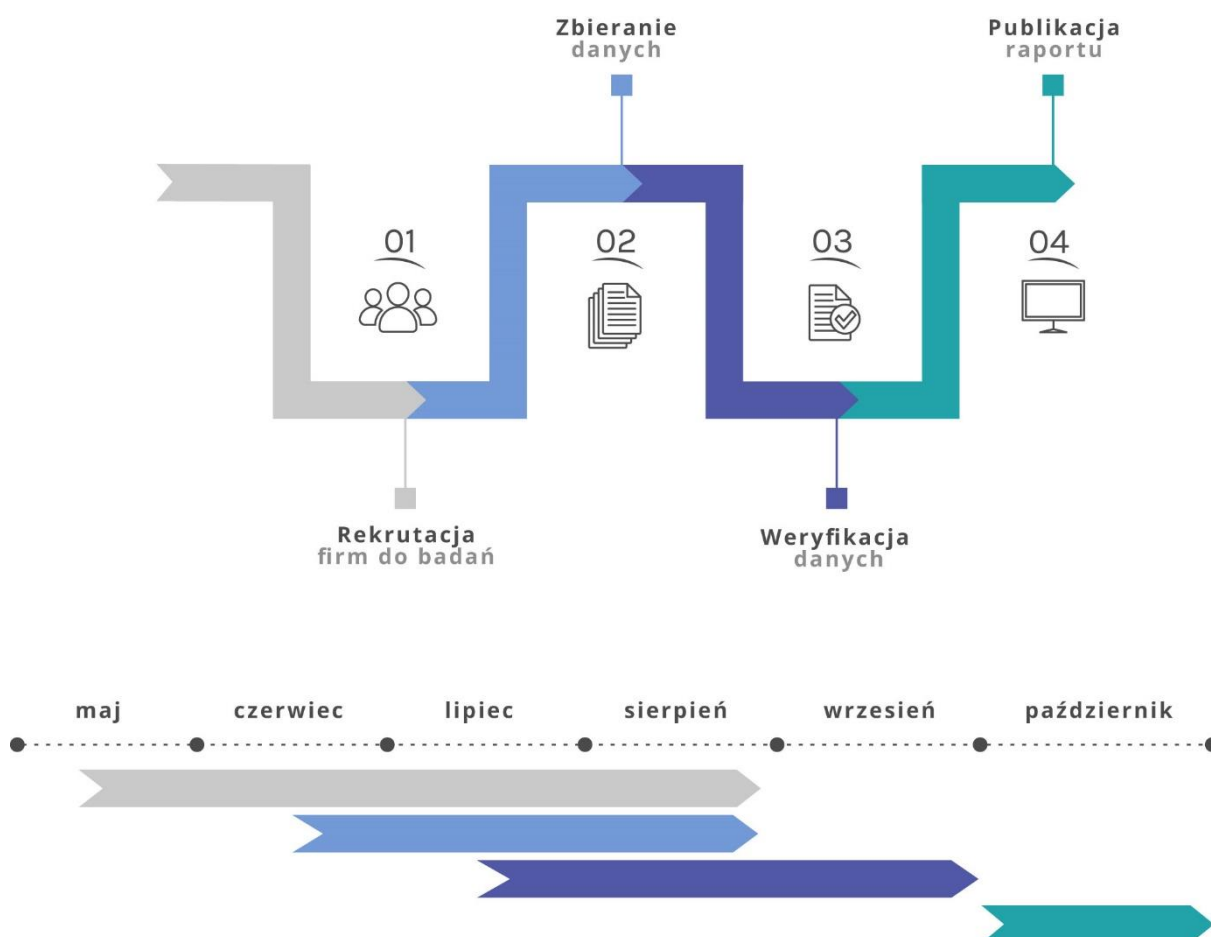 Zbieranie
danych
Publikacja
raportu
01
02
03
04
Rekrutacja
firm do badań
Weryfikacja
danych
maj
czerwiec
lipiec
sierpień
wrzesień
październik